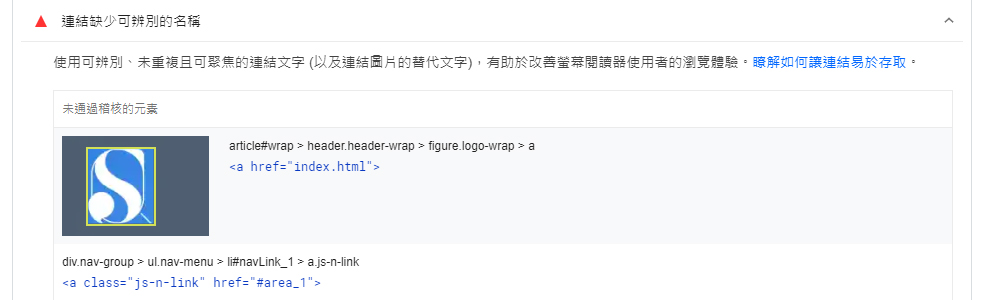 連結缺少可辨別的名稱
使用可辨別、未重複且可聚焦的連結文字 (以及連結圖片的替代文字)，有助於改善螢幕閱讀器使用者的瀏覽體驗。瞭解如何讓連結易於存取。
未通過稽核的元素
article#wrap > header.header-wrap > figure.logo-wrap > a
<a href="index.html">
S
div.nav-group > ul.nav-menu > li#navLink_1 > a.js-n-link
<a class="js-n-link" href="#area_1">